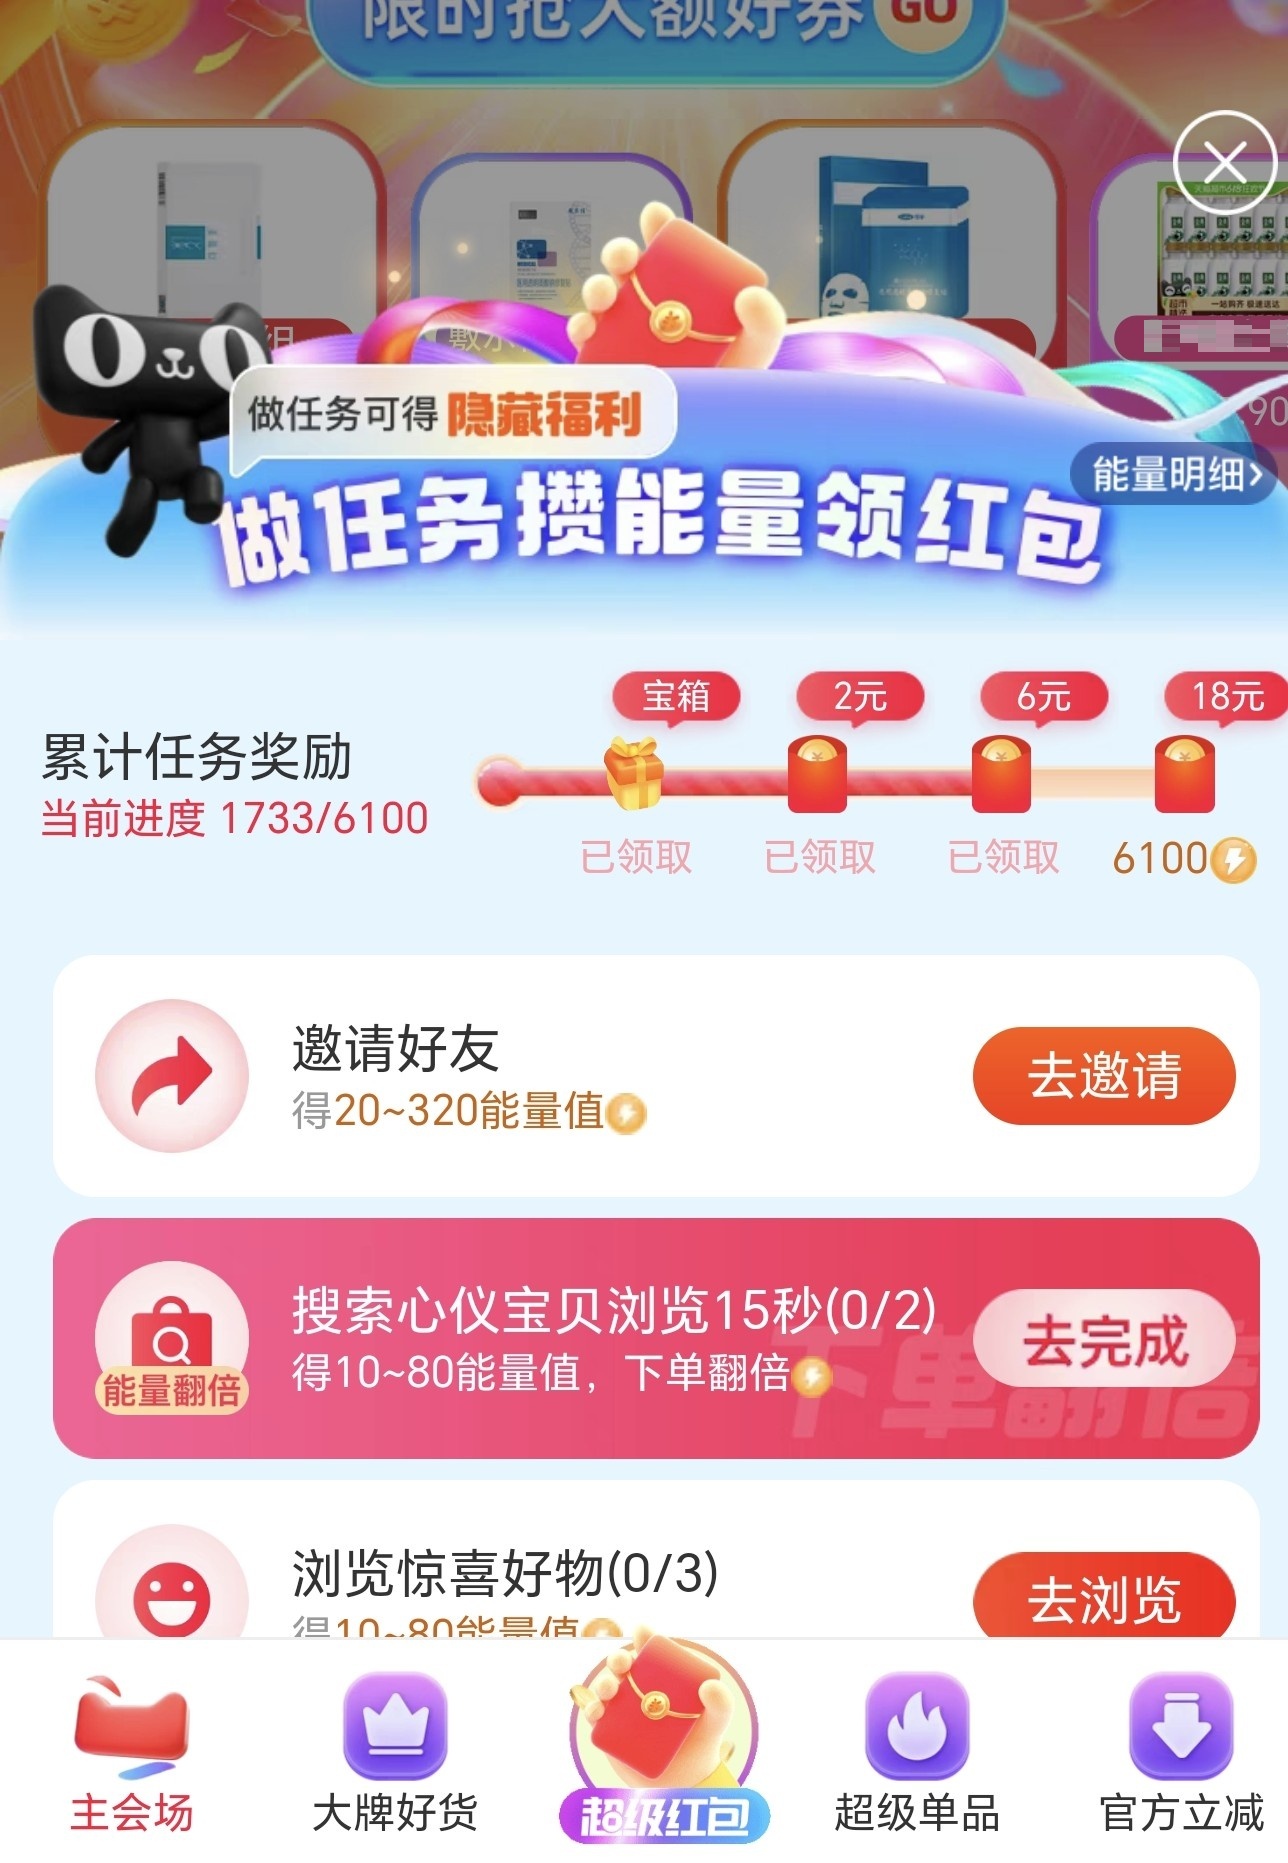 限时抢大额好券 GO
做任务可得隐藏福利
能量明细>
做任务攒能量领红包
宝箱 2元 6元 18元
累计任务奖励
当前进度 1733/6100
已领取 已领取 已领取 6100
邀请好友
得20~320能量值
去邀请
搜索心仪宝贝浏览15秒(0/2)
得10~80能量值，下单翻倍
能量翻倍
去完成
下单翻倍
浏览惊喜好物(0/3)
得10~80能量值
去浏览
主会场 大牌好货 超级红包 超级单品 官方立减